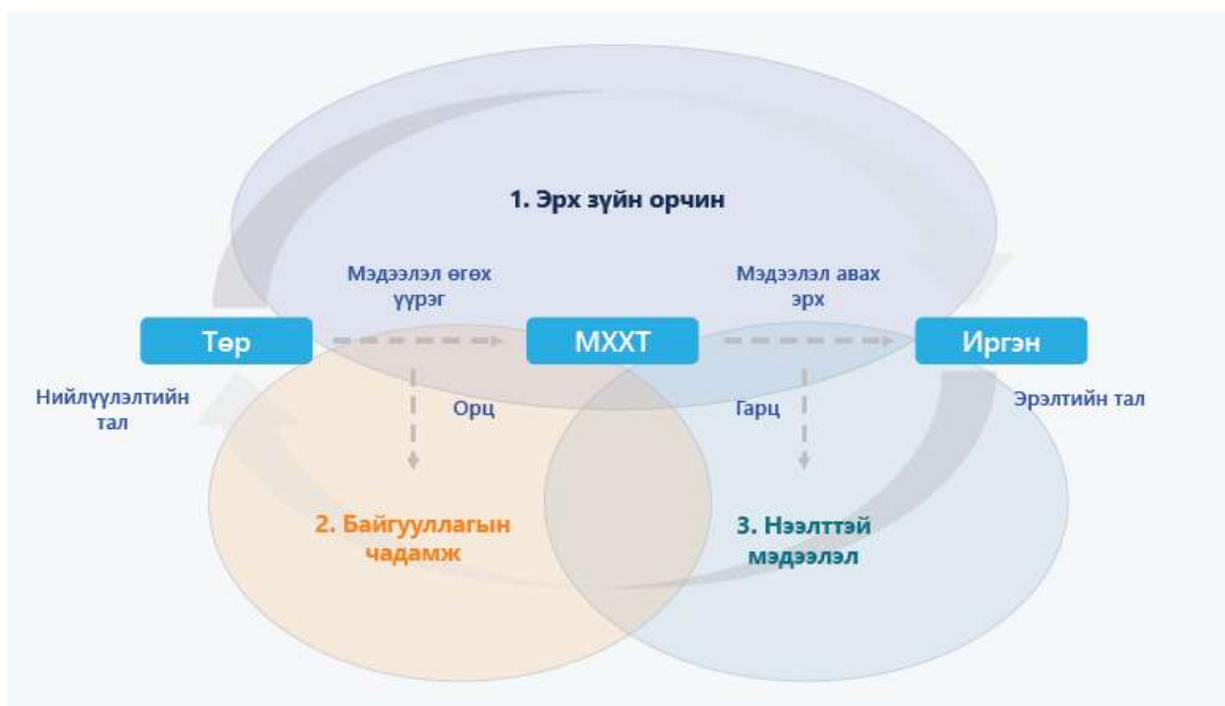 1. Эрх зүйн орчин
Мэдээлэл өгөх
үүрэг
Мэдээлэл авах
эрх
Төр
МХХТ
Иргэн
Нийлүүлэлтийн
тал
Орц
Гарц
Эрэлтийн тал
2. Байгууллагын
чадамж
3. Нээлттэй
мэдээлэл